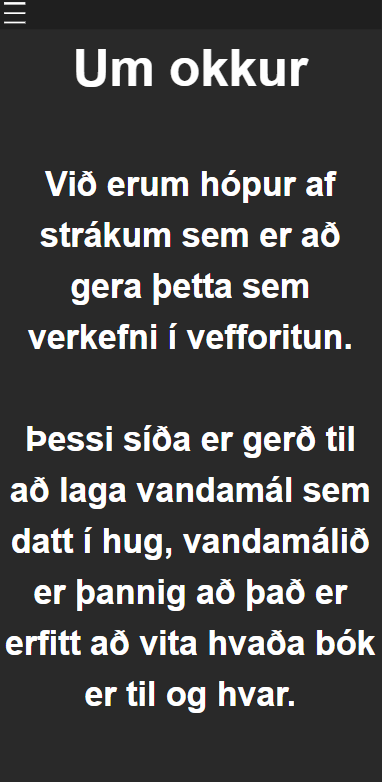 Um okkur
Við erum hópur af
strákum sem er að
gera þetta sem
verkefni í vefforitun.
Þessi síða er gerð til
að laga vandamál sem
datt í hug, vandamálið
er þannig að það er
erfitt að vita hvaða bók
er til og hvar.